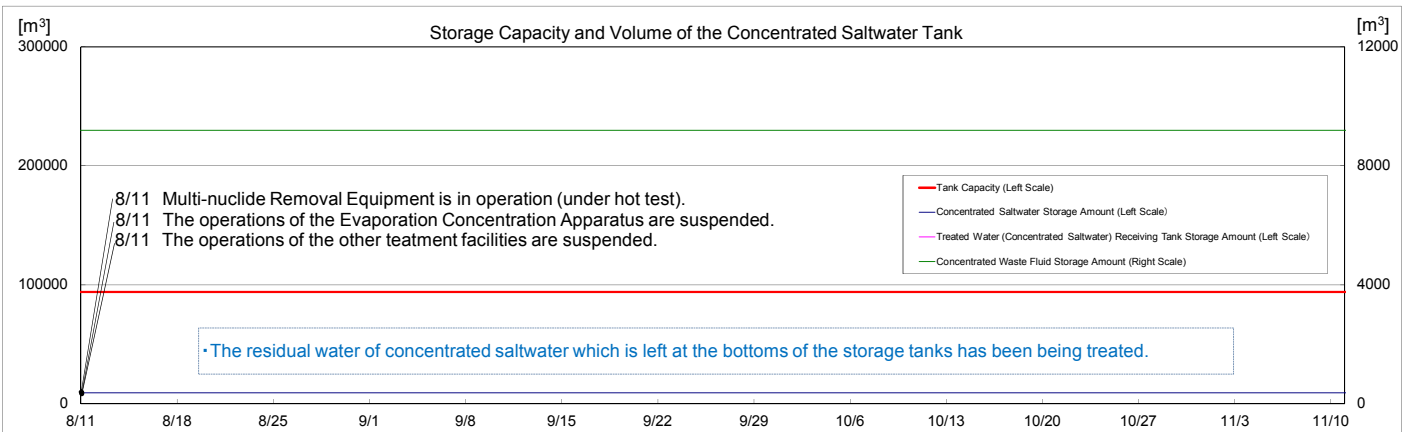 Storage Capacity and Volume of the Concentrated Saltwater Tank
[m³]
[m³]
300000
200000
100000
0
12000
8000
4000
0
8/11 Multi-nuclide Removal Equipment is in operation (under hot test).
8/11 The operations of the Evaporation Concentration Apparatus are suspended.
8/11 The operations of the other teatment facilities are suspended.
Tank Capacity (Left Scale)
Concentrated Saltwater Storage Amount (Left Scale)
Treated Water (Concentrated Saltwater) Receiving Tank Storage Amount (Left Scale)
Concentrated Waste Fluid Storage Amount (Right Scale)
・The residual water of concentrated saltwater which is left at the bottoms of the storage tanks has been being treated.
8/11 8/18 8/25 9/1 9/8 9/15 9/22 9/29 10/6 10/13 10/20 10/27 11/3 11/10